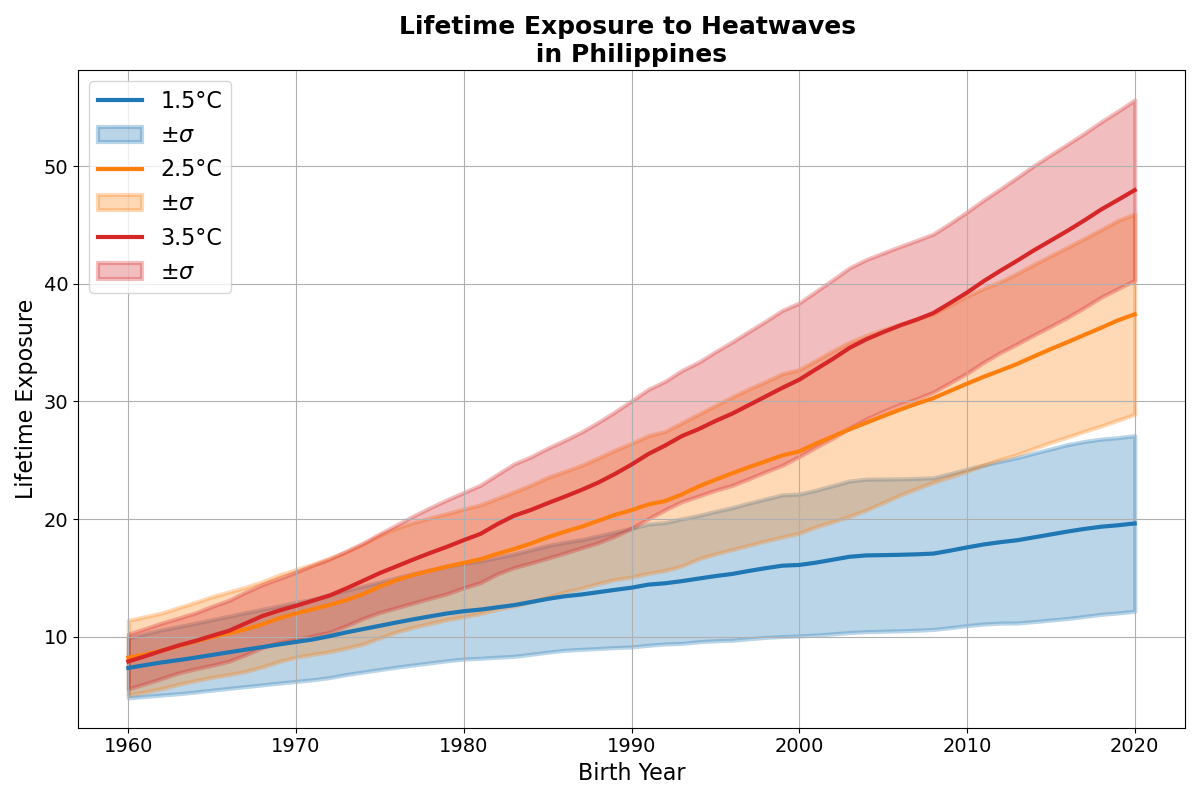 Lifetime Exposure to Heatwaves
in Philippines
1.5°C
±σ
2.5°C
±σ
3.5°C
±σ
Lifetime Exposure
50
40
30
20
10
1960 1970 1980 1990 2000 2010 2020
Birth Year